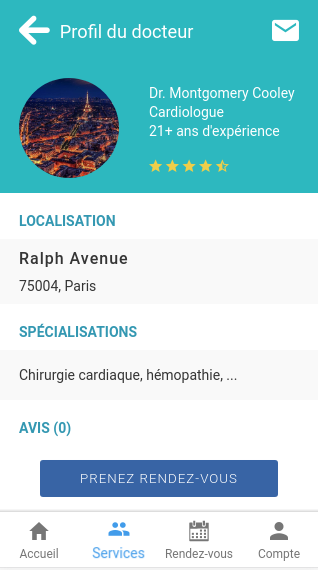 Profil du docteur
Dr. Montgomery Cooley
Cardiologue
21+ ans d'expérience
LOCALISATION
Ralph Avenue
75004, Paris
SPÉCIALISATIONS
Chirurgie cardiaque, hémopathie, ...
AVIS (0)
PRENEZ RENDEZ-VOUS
Accueil
Services
Rendez-vous
Compte